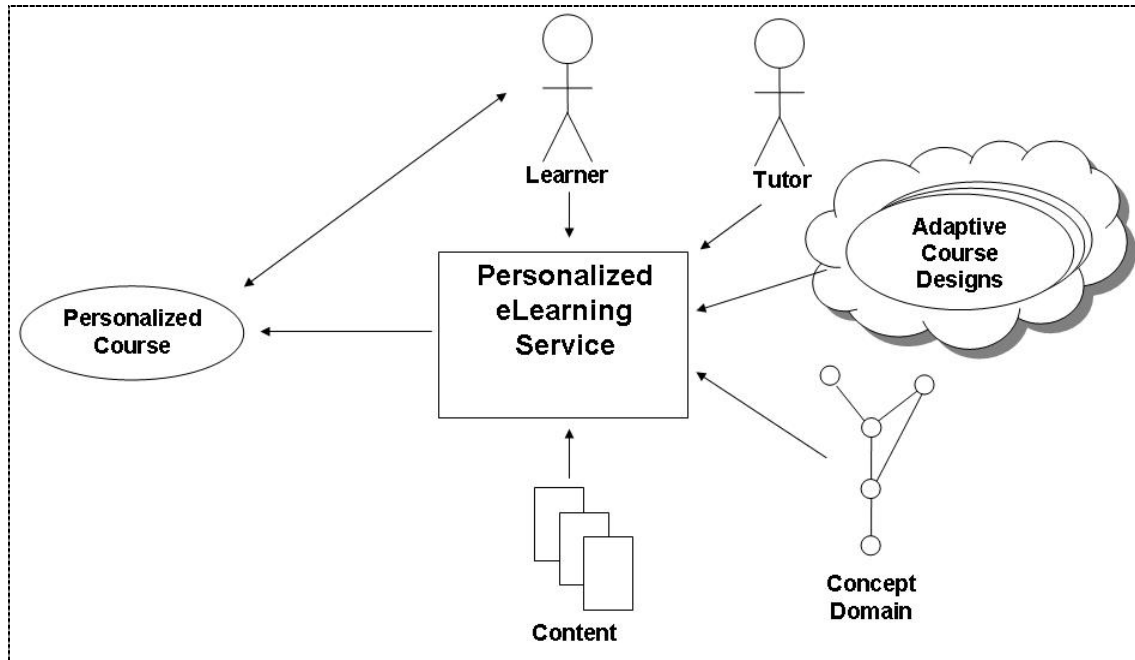 Learner
Tutor
Adaptive
Course
Designs
Personalized
eLearning
Service
Personalized
Course
Content
Concept
Domain